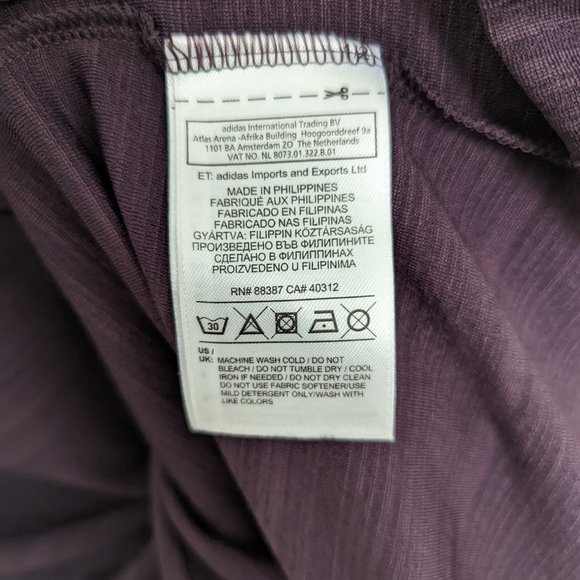 adidas International Trading BV
Atlas Arena -Afrika Building Hoogoorddreef 9a
1101 BA Amsterdam ZO The Netherlands
VAT NO. NL 8073.01.322.B.01
ET: adidas Imports and Exports Ltd
MADE IN PHILIPPINES
FABRIQUÉ AUX PHILIPPINES
FABRICADO EN FILIPINAS
FABRICADO NAS FILIPINAS
GYÁRTVA: FILIPPIN KÖZTÁRSASÁG
ПРОИЗВЕДЕНО ВЪВ ФИЛИПИНИТЕ
СДЕЛАНО В ФИЛИППИНАХ
PROIZVEDENO U FILIPINIMA
RN# 88387 CA# 40312
30
US /
UK: MACHINE WASH COLD / DO NOT
BLEACH / DO NOT TUMBLE DRY / COOL
IRON IF NEEDED / DO NOT DRY CLEAN
DO NOT USE FABRIC SOFTENER/USE
MILD DETERGENT ONLY/WASH WITH
LIKE COLORS